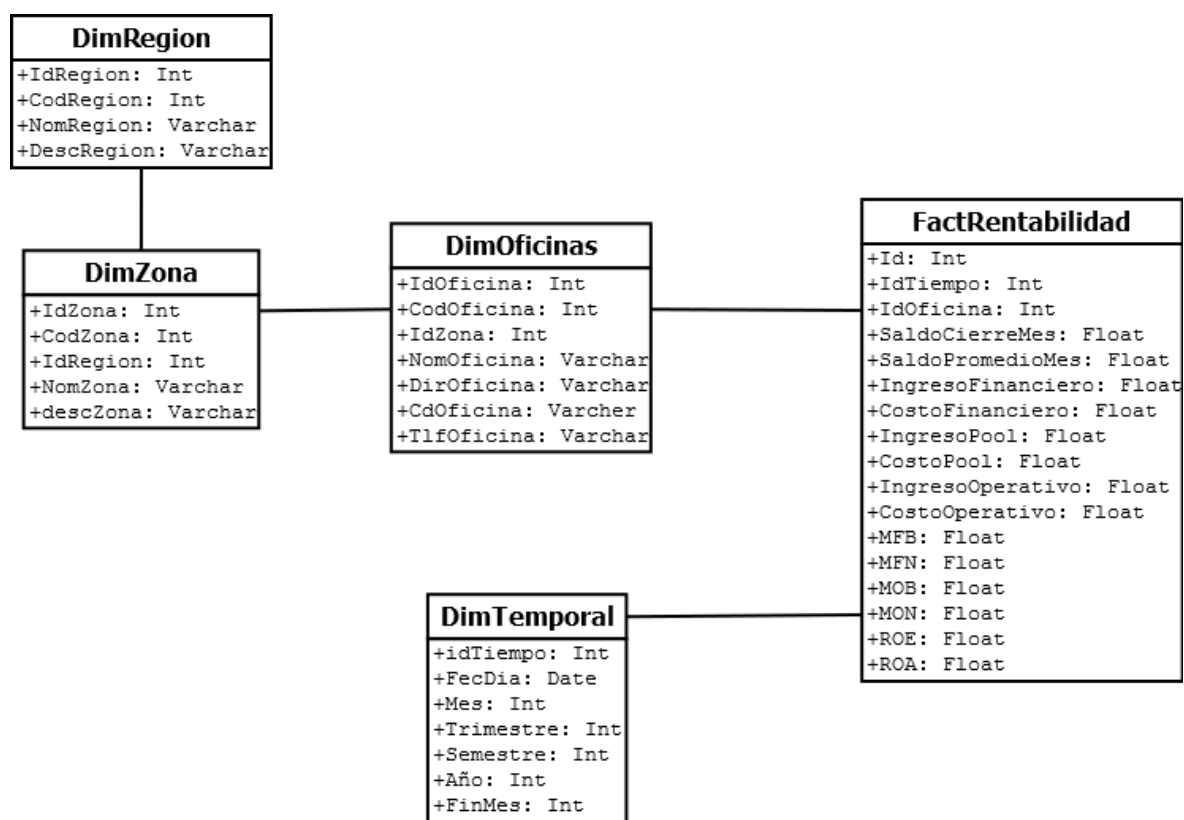 DimRegion
+IdRegion: Int
+CodRegion: Int
+NomRegion: Varchar
+DescRegion: Varchar
DimZona
+IdZona: Int
+CodZona: Int
+IdRegion: Int
+NomZona: Varchar
+descZona: Varchar
DimOficinas
+IdOficina: Int
+CodOficina: Int
+IdZona: Int
+NomOficina: Varchar
+DirOficina: Varchar
+CdOficina: Varcher
+TlfOficina: Varchar
FactRentabilidad
+Id: Int
+IdTiempo: Int
+IdOficina: Int
+SaldoCierreMes: Float
+SaldoPromedioMes: Float
+IngresoFinanciero: Float
+CostoFinanciero: Float
+IngresoPool: Float
+CostoPool: Float
+IngresoOperativo: Float
+CostoOperativo: Float
+MFB: Float
+MFN: Float
+MOB: Float
+MON: Float
+ROE: Float
+ROA: Float
DimTemporal
+idTiempo: Int
+FecDia: Date
+Mes: Int
+Trimestre: Int
+Semestre: Int
+Año: Int
+FinMes: Int